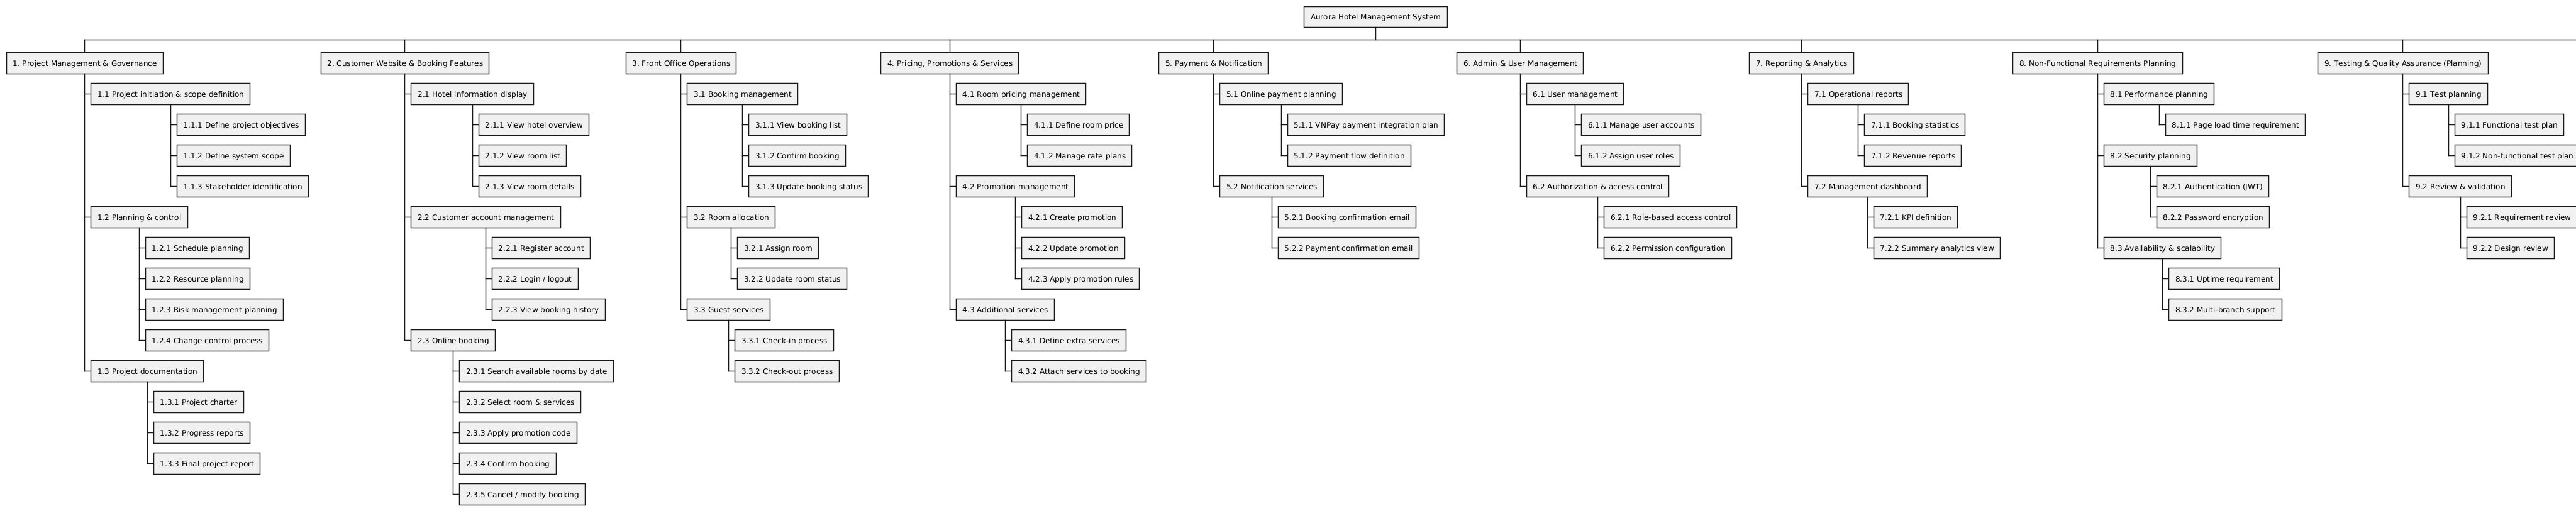 Aurora Hotel Management System
1. Project Management & Governance
1.1 Project initiation & scope definition
1.1.1 Define project objectives
1.1.2 Define system scope
1.1.3 Stakeholder identification
1.2 Planning & control
1.2.1 Schedule planning
1.2.2 Resource planning
1.2.3 Risk management planning
1.2.4 Change control process
1.3 Project documentation
1.3.1 Project charter
1.3.2 Progress reports
1.3.3 Final project report
2. Customer Website & Booking Features
2.1 Hotel information display
2.1.1 View hotel overview
2.1.2 View room list
2.1.3 View room details
2.2 Customer account management
2.2.1 Register account
2.2.2 Login / logout
2.2.3 View booking history
2.3 Online booking
2.3.1 Search available rooms by date
2.3.2 Select room & services
2.3.3 Apply promotion code
2.3.4 Confirm booking
2.3.5 Cancel / modify booking
3. Front Office Operations
3.1 Booking management
3.1.1 View booking list
3.1.2 Confirm booking
3.1.3 Update booking status
3.2 Room allocation
3.2.1 Assign room
3.2.2 Update room status
3.3 Guest services
3.3.1 Check-in process
3.3.2 Check-out process
4. Pricing, Promotions & Services
4.1 Room pricing management
4.1.1 Define room price
4.1.2 Manage rate plans
4.2 Promotion management
4.2.1 Create promotion
4.2.2 Update promotion
4.2.3 Apply promotion rules
4.3 Additional services
4.3.1 Define extra services
4.3.2 Attach services to booking
5. Payment & Notification
5.1 Online payment planning
5.1.1 VNPay payment integration plan
5.1.2 Payment flow definition
5.2 Notification services
5.2.1 Booking confirmation email
5.2.2 Payment confirmation email
6. Admin & User Management
6.1 User management
6.1.1 Manage user accounts
6.1.2 Assign user roles
6.2 Authorization & access control
6.2.1 Role-based access control
6.2.2 Permission configuration
7. Reporting & Analytics
7.1 Operational reports
7.1.1 Booking statistics
7.1.2 Revenue reports
7.2 Management dashboard
7.2.1 KPI definition
7.2.2 Summary analytics view
8. Non-Functional Requirements Planning
8.1 Performance planning
8.1.1 Page load time requirement
8.2 Security planning
8.2.1 Authentication (JWT)
8.2.2 Password encryption
8.3 Availability & scalability
8.3.1 Uptime requirement
8.3.2 Multi-branch support
9. Testing & Quality Assurance (Planning)
9.1 Test planning
9.1.1 Functional test plan
9.1.2 Non-functional test plan
9.2 Review & validation
9.2.1 Requirement review
9.2.2 Design review